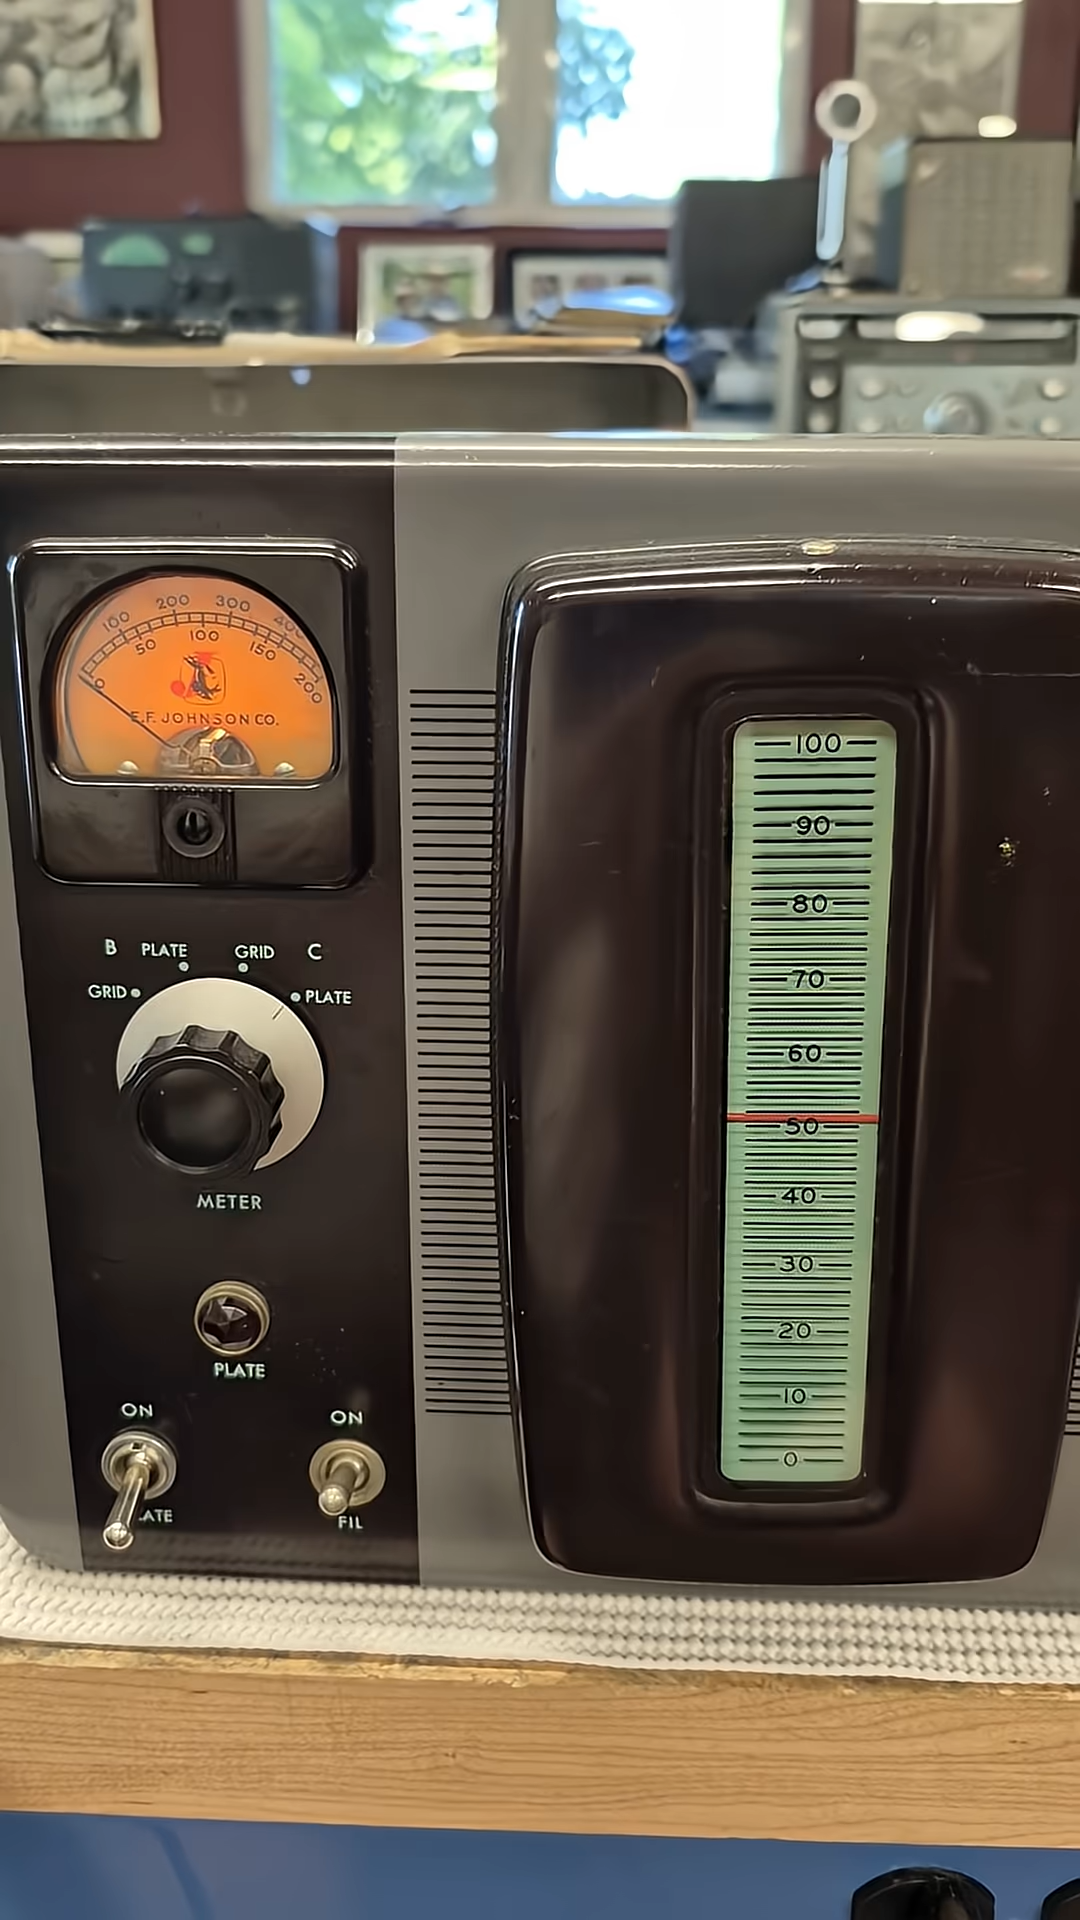 100 200 300 400
0 50 100 150 200
E.F. JOHNSON CO.
B PLATE GRID C
GRID PLATE
METER
PLATE
ON ON
FIL
100
90
80
70
60
50
40
30
20
10
0